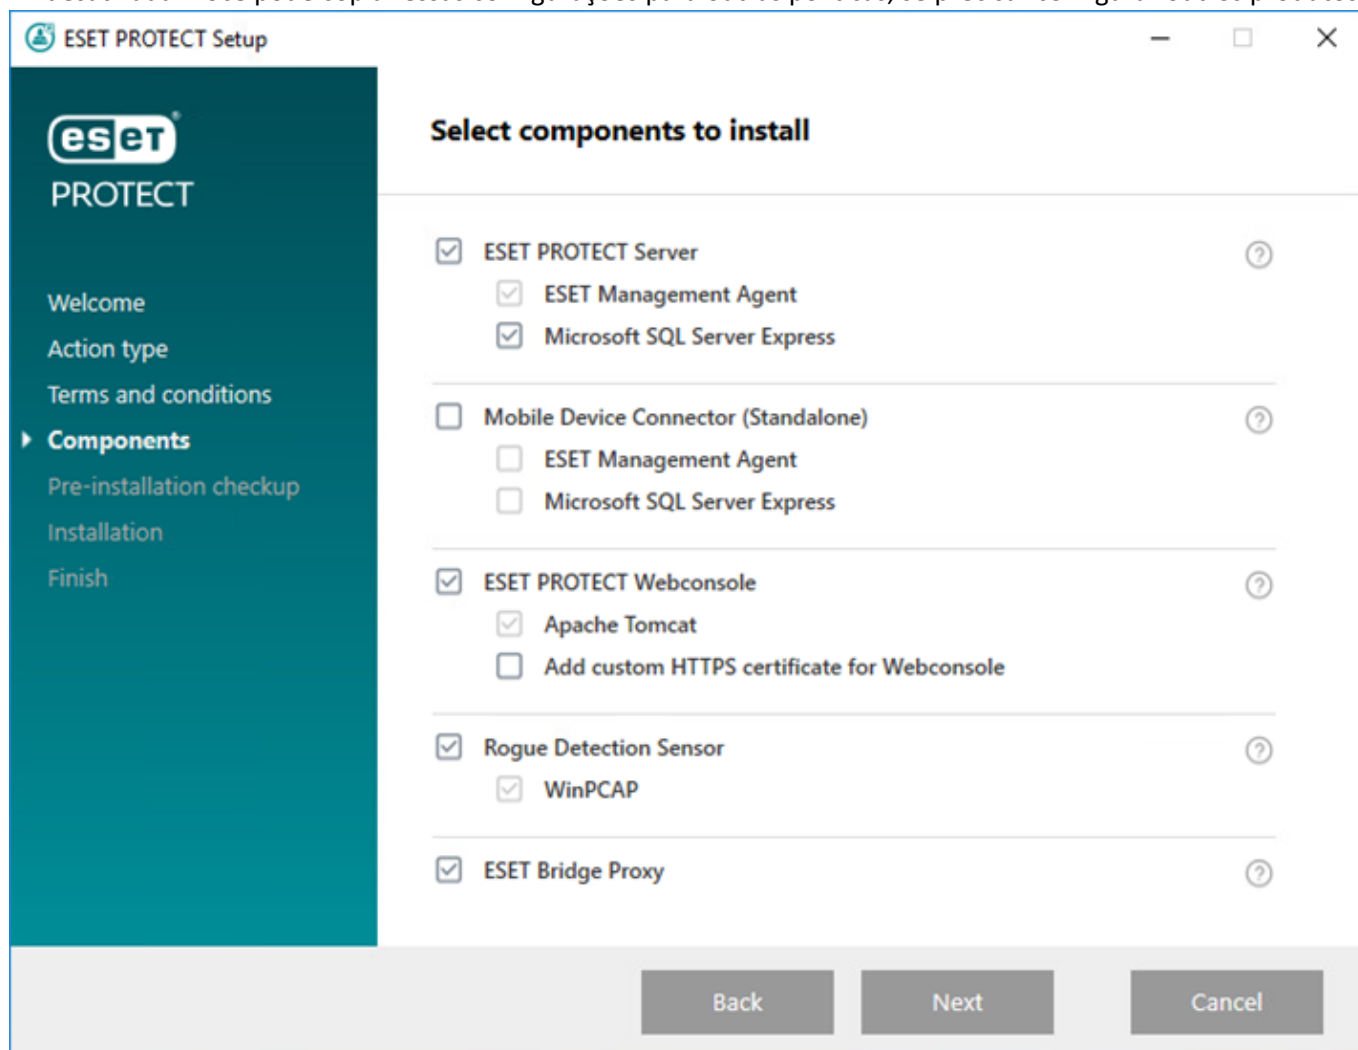 ESET PROTECT Setup
eseT®
PROTECT
Welcome
Action type
Terms and conditions
Components
Pre-installation checkup
Installation
Finish
Select components to install
ESET PROTECT Server
ESET Management Agent
Microsoft SQL Server Express
Mobile Device Connector (Standalone)
ESET Management Agent
Microsoft SQL Server Express
ESET PROTECT Webconsole
Apache Tomcat
Add custom HTTPS certificate for Webconsole
Rogue Detection Sensor
WinPCAP
ESET Bridge Proxy
Back
Next
Cancel